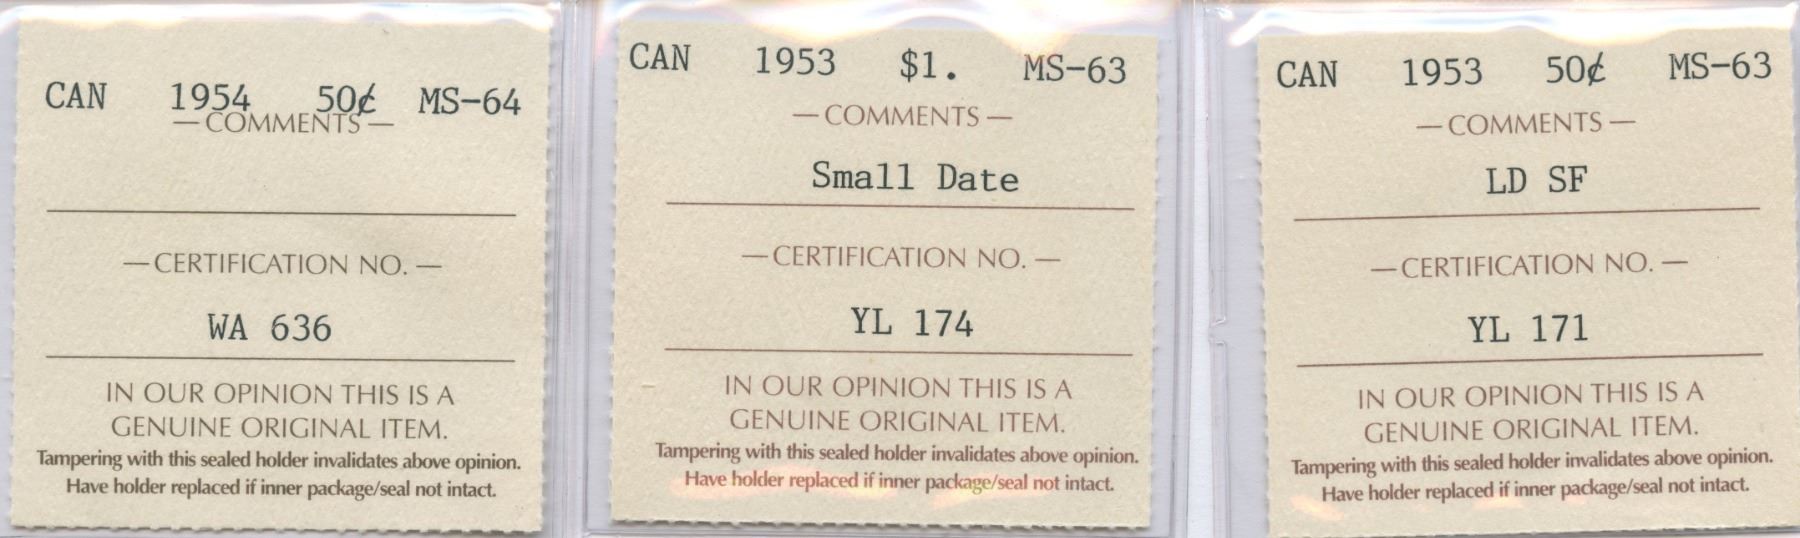 CAN 1954 50¢ MS-64
— COMMENTS —
— CERTIFICATION NO. —
WA 636
IN OUR OPINION THIS IS A
GENUINE ORIGINAL ITEM.
Tampering with this sealed holder invalidates above opinion.
Have holder replaced if inner package/seal not intact.
CAN 1953 $1. MS-63
— COMMENTS —
Small Date
— CERTIFICATION NO. —
YL 174
IN OUR OPINION THIS IS A
GENUINE ORIGINAL ITEM.
Tampering with this sealed holder invalidates above opinion.
Have holder replaced if inner package/seal not intact.
CAN 1953 50¢ MS-63
— COMMENTS —
LD SF
— CERTIFICATION NO. —
YL 171
IN OUR OPINION THIS IS A
GENUINE ORIGINAL ITEM.
Tampering with this sealed holder invalidates above opinion.
Have holder replaced if inner package/seal not intact.